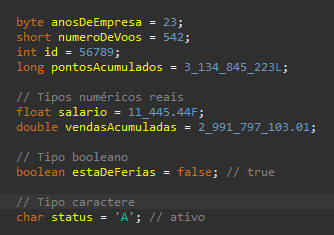 byte anosDeEmpresa = 23;
short numeroDeVoos = 542;
int id = 56789;
long pontosAcumulados = 3_134_845_223L;
// Tipos numéricos reais
float salario = 11_445.44F;
double vendasAcumuladas = 2_991_797_103.01;
// Tipo booleano
boolean estaDeFerias = false; // true
// Tipo caractere
char status = 'A'; // ativo